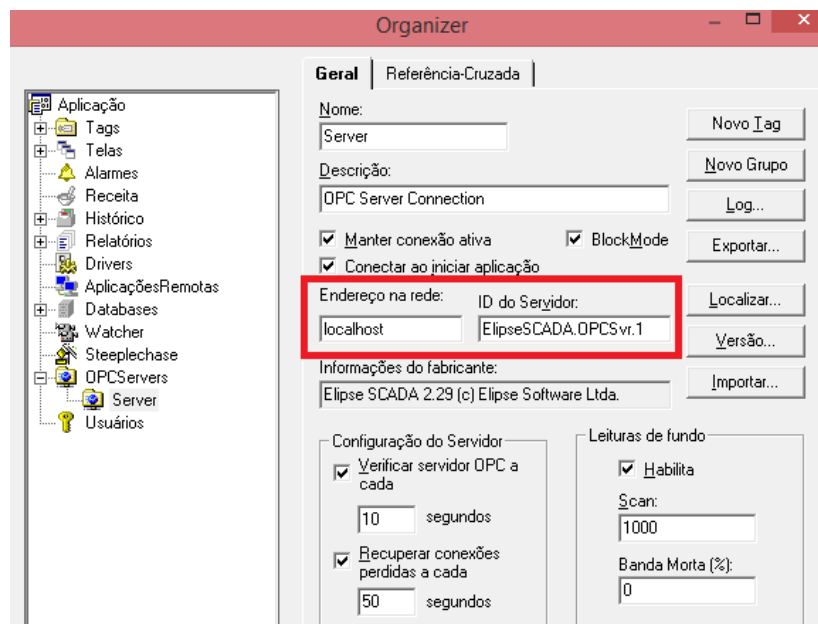 Organizer
Aplicação
Tags
Telas
Alarmes
Receita
Histórico
Relatórios
Drivers
AplicaçõesRemotas
Databases
Watcher
Steeplechase
OPCServers
Server
Usuários
Geral
Referência-Cruzada
Nome:
Server
Descrição:
OPC Server Connection
Manter conexão ativa
BlockMode
Conectar ao iniciar aplicação
Endereço na rede:
ID do Servidor:
localhost
ElipseSCADA.OPCSvr.1
Informações do fabricante:
Elipse SCADA 2.29 (c) Elipse Software Ltda.
Configuração do Servidor
Verificar servidor OPC a
cada
10 segundos
Recuperar conexões
perdidas a cada
50 segundos
Leituras de fundo
Habilita
Scan:
1000
Banda Morta (%):
0
Novo Tag
Novo Grupo
Log...
Exportar...
Localizar...
Versão...
Importar...